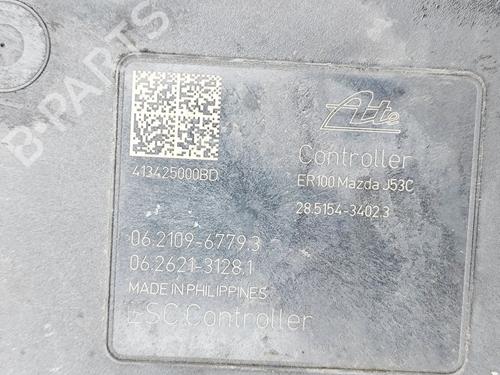 B-PARTS
Ate
Controller
ER100 Mazda J53C
28.5154-3402.3
413425000BD
06.2109-6779.3
06.2621-3128.1
MADE IN PHILIPPINES
ESC Controller